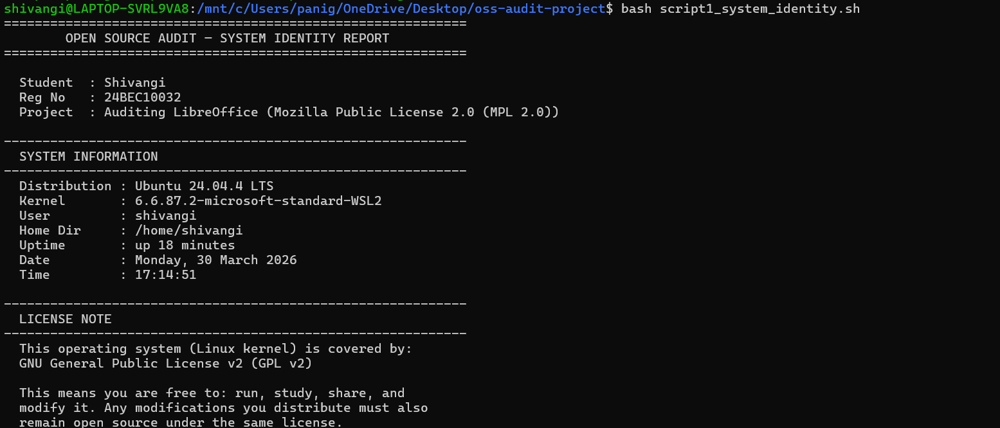 shivangi@LAPTOP-SVRL9VA8:/mnt/c/Users/panig/OneDrive/Desktop/oss-audit-project$ bash script1_system_identity.sh
============================================================
        OPEN SOURCE AUDIT — SYSTEM IDENTITY REPORT
============================================================
  Student  : Shivangi
  Reg No   : 24BEC10032
  Project  : Auditing LibreOffice (Mozilla Public License 2.0 (MPL 2.0))
------------------------------------------------------------
  SYSTEM INFORMATION
------------------------------------------------------------
  Distribution : Ubuntu 24.04.4 LTS
  Kernel       : 6.6.87.2-microsoft-standard-WSL2
  User         : shivangi
  Home Dir     : /home/shivangi
  Uptime       : up 18 minutes
  Date         : Monday, 30 March 2026
  Time         : 17:14:51
------------------------------------------------------------
  LICENSE NOTE
------------------------------------------------------------
  This operating system (Linux kernel) is covered by:
  GNU General Public License v2 (GPL v2)
  This means you are free to: run, study, share, and
  modify it. Any modifications you distribute must also
  remain open source under the same license.